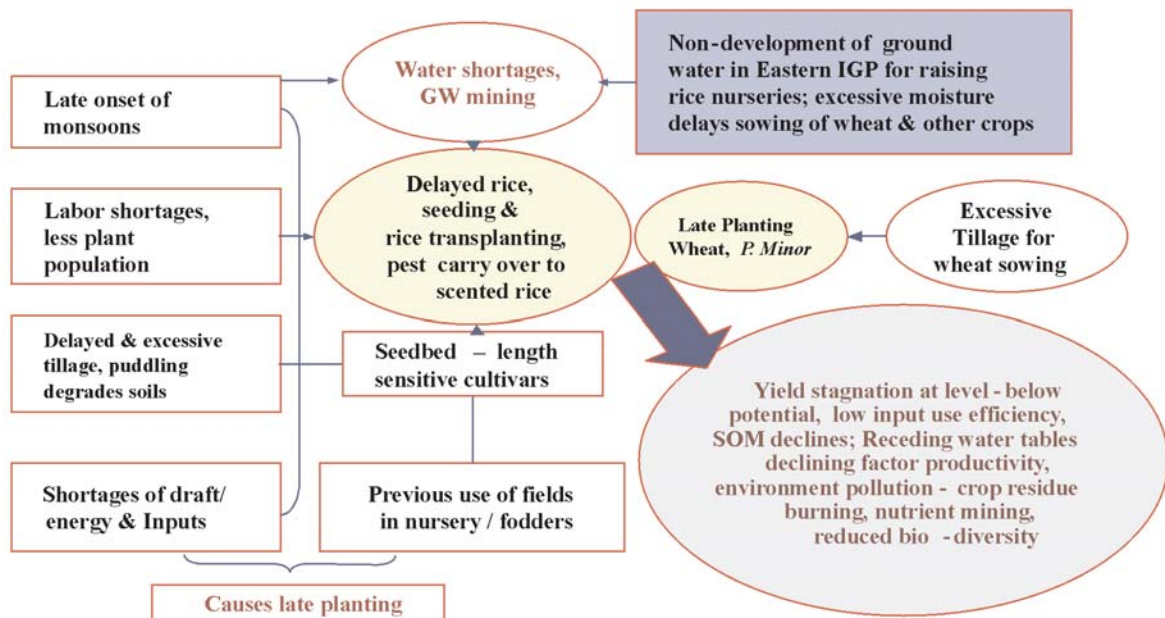 Water shortages,
GW mining
Non-development of ground
water in Eastern IGP for raising
rice nurseries; excessive moisture
delays sowing of wheat & other crops
Late onset of
monsoons
Labor shortages,
less plant
population
Delayed rice,
seeding &
rice transplanting,
pest carry over to
scented rice
Late Planting
Wheat, P. Minor
Excessive
Tillage for
wheat sowing
Delayed & excessive
tillage, puddling
degrades soils
Seedbed – length
sensitive cultivars
Yield stagnation at level - below
potential, low input use efficiency,
SOM declines; Receding water tables
declining factor productivity,
environment pollution - crop residue
burning, nutrient mining,
reduced bio - diversity
Shortages of draft/
energy & Inputs
Previous use of fields
in nursery / fodders
Causes late planting